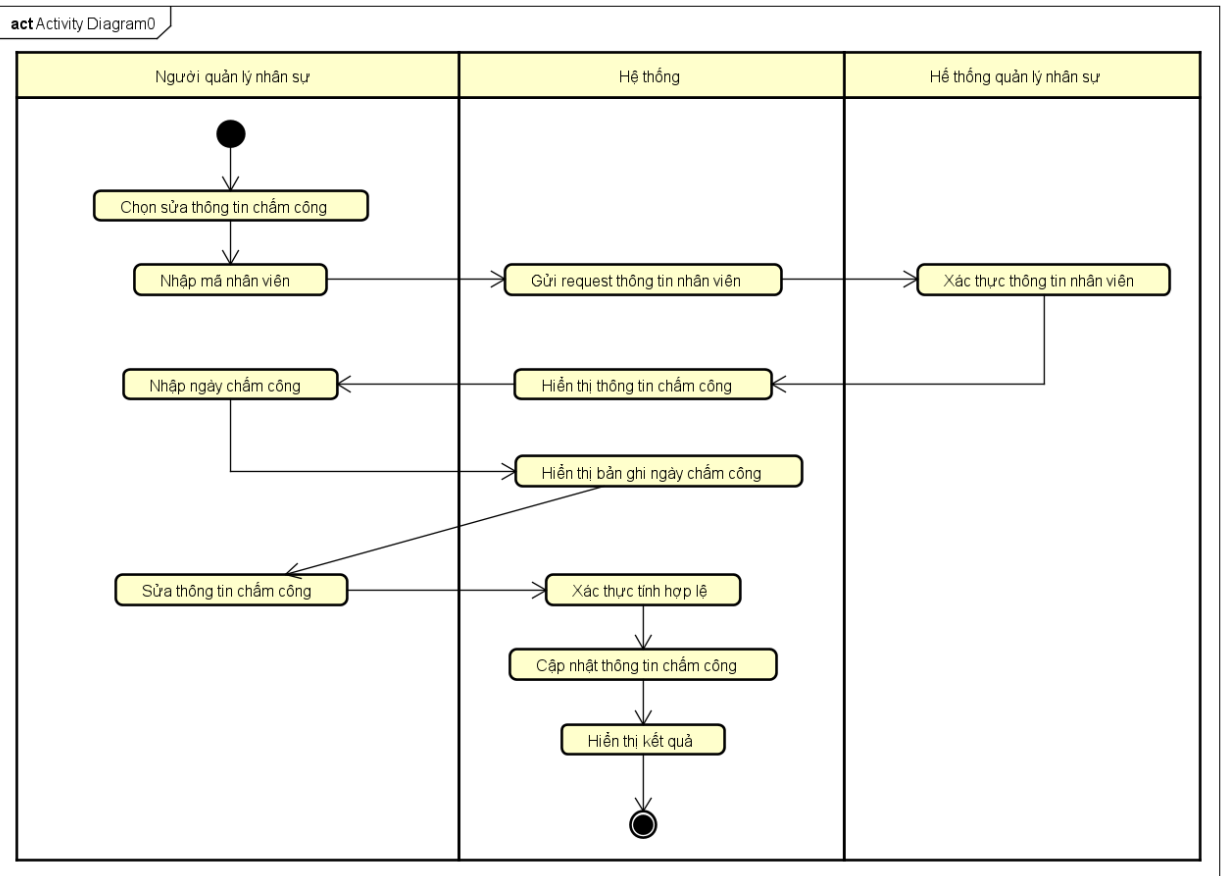 act Activity Diagram0
Người quản lý nhân sự
Hệ thống
Hế thống quản lý nhân sự
Chọn sửa thông tin chấm công
Nhập mã nhân viên
Gửi request thông tin nhân viên
Xác thực thông tin nhân viên
Nhập ngày chấm công
Hiển thị thông tin chấm công
Hiển thị bản ghi ngày chấm công
Sửa thông tin chấm công
Xác thực tính hợp lệ
Cập nhật thông tin chấm công
Hiển thị kết quả